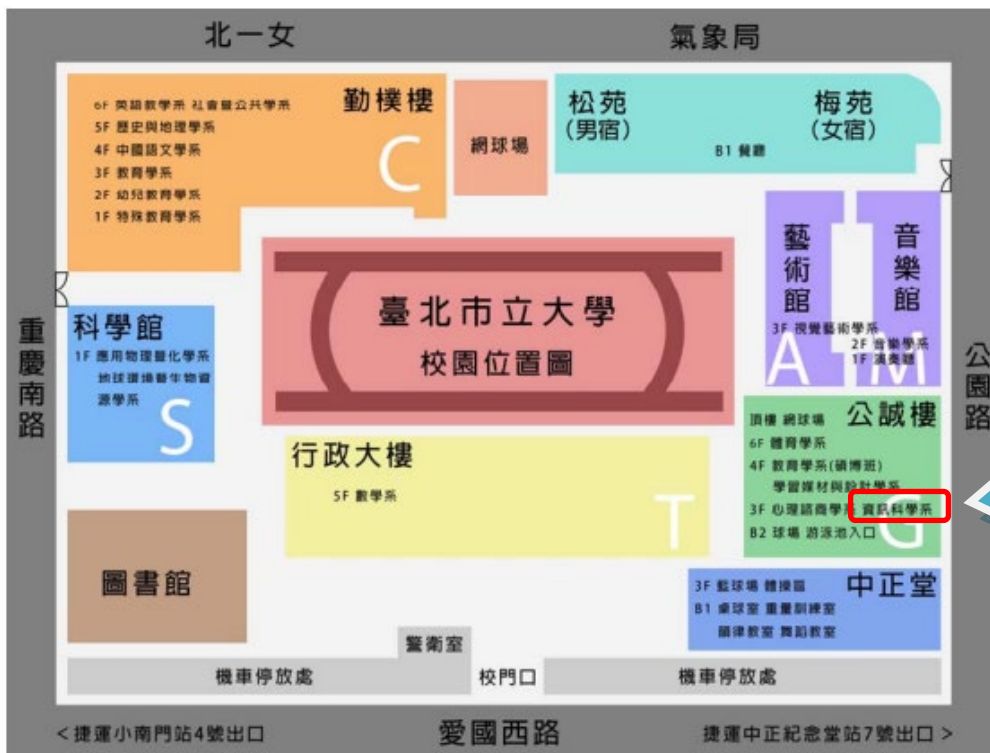 北一女
氣象局
勤樸樓
6F 英語教學系 社會暨公共學系
5F 歷史與地理學系
4F 中國語文學系
3F 教育學系
2F 幼兒教育學系
1F 特殊教育學系
C
網球場
松苑
(男宿)
梅苑
(女宿)
B1 餐廳
藝術館
音樂館
3F 視覺藝術學系
2F 音樂學系
1F 演奏廳
A
M
臺北市立大學
校園位置圖
重慶南路
公園路
科學館
1F 應用物理暨化學系
地球環境暨生物資
源學系
S
行政大樓
5F 數學系
T
公誠樓
頂樓 網球場
6F 體育學系
4F 教育學系(碩博班)
學習媒材與設計學系
3F 心理諮商學系 資訊科學系
B2 球場 游泳池入口
G
圖書館
中正堂
3F 籃球場 體操區
B1 桌球室 重量訓練室
韻律教室 舞蹈教室
警衛室
機車停放處
校門口
機車停放處
<捷運小南門站4號出口
愛國西路
捷運中正紀念堂站7號出口>